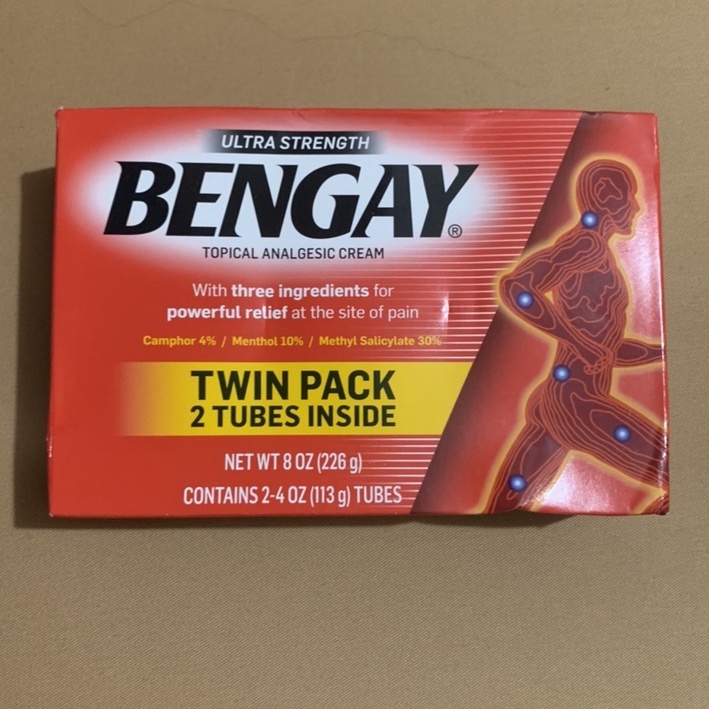 ULTRA STRENGTH
BENGAY®
TOPICAL ANALGESIC CREAM
With three ingredients for
powerful relief at the site of pain
Camphor 4% / Menthol 10% / Methyl Salicylate 30%
TWIN PACK
2 TUBES INSIDE
NET WT 8 OZ (226 g)
CONTAINS 2-4 OZ (113 g) TUBES